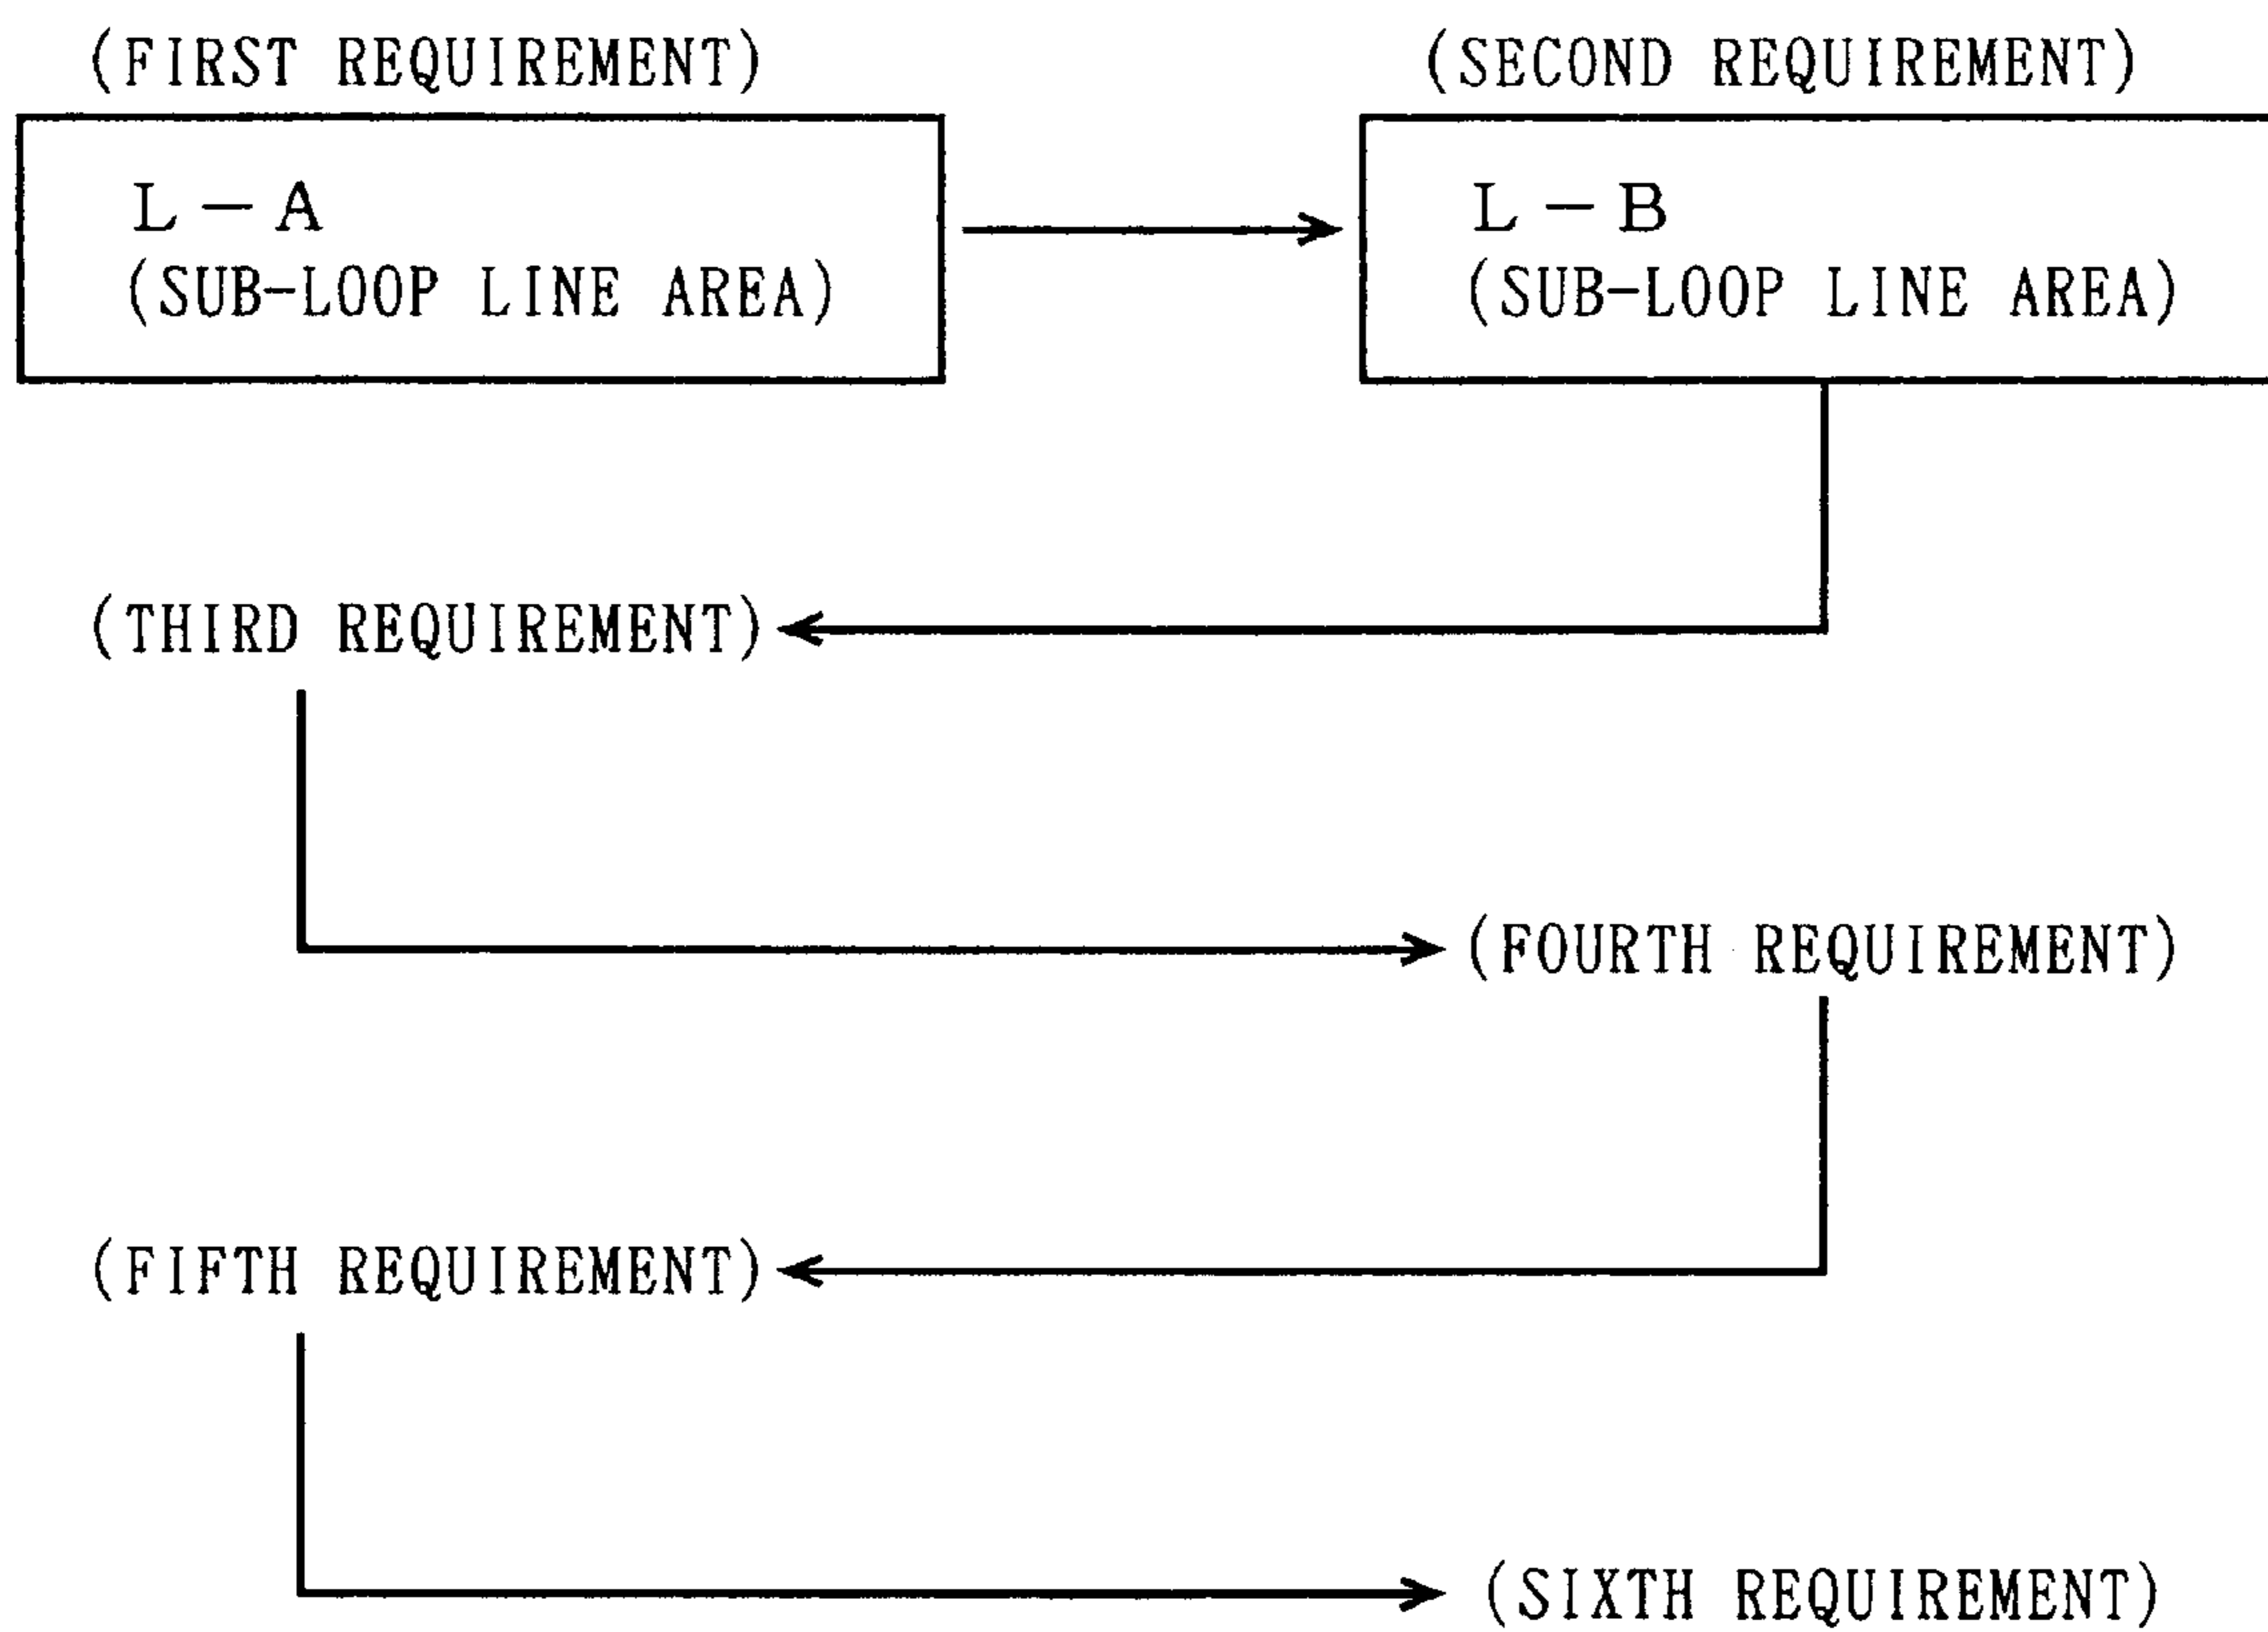 (FIRST REQUIREMENT)
L-A
(SUB-LOOP LINE AREA)
(SECOND REQUIREMENT)
L-B
(SUB-LOOP LINE AREA)
(THIRD REQUIREMENT)
(FOURTH REQUIREMENT)
(FIFTH REQUIREMENT)
(SIXTH REQUIREMENT)